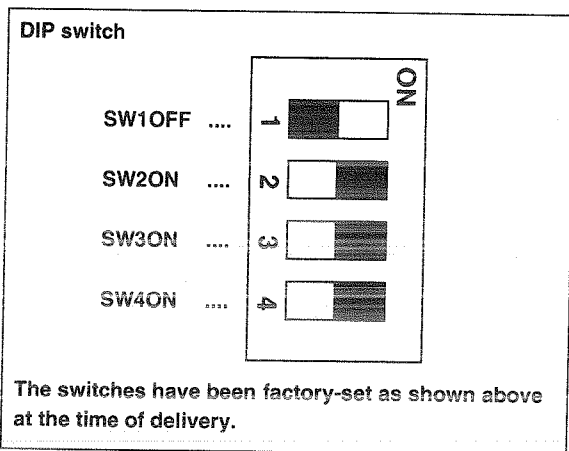 DIP switch
ON
SW1OFF .... 1
SW2ON .... 2
SW3ON .... 3
SW4ON .... 4
The switches have been factory-set as shown above
at the time of delivery.